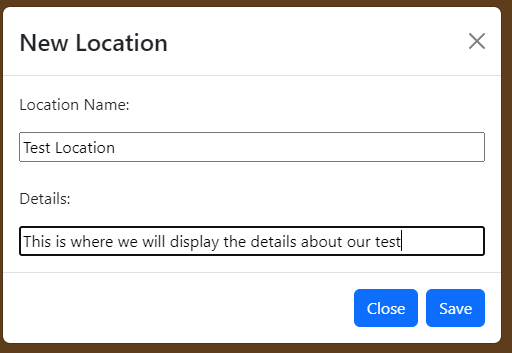 New Location
Location Name:
Test Location
Details:
This is where we will display the details about our test
Close Save